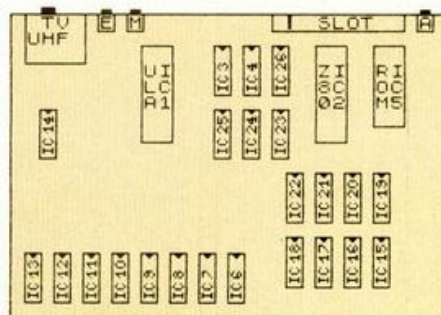 TV
UHF
E
M
SLOT
A
ULA IC1
IC3
IC4
IC26
Z802 IC2
ROM IC5
IC14
IC25
IC24
IC23
IC22
IC21
IC20
IC19
IC18
IC17
IC16
IC15
IC13
IC12
IC11
IC10
IC9
IC8
IC7
IC6